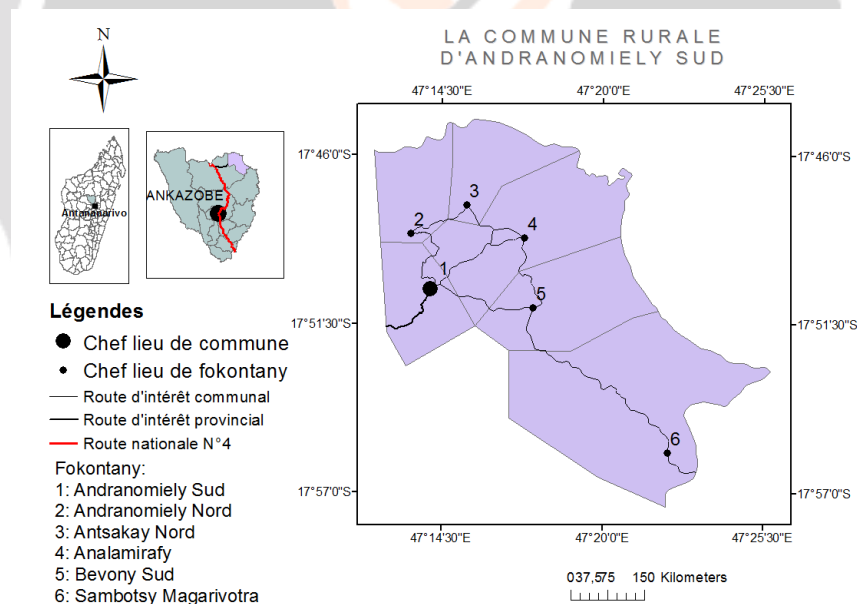 N
LA COMMUNE RURALE
D'ANDRANOMIELY SUD
47°14'30"E 47°20'0"E 47°25'30"E
17°46'0"S 17°46'0"S
Antananarivo
ANKAZOBE
3
2
4
1
5
17°51'30"S 17°51'30"S
6
17°57'0"S 17°57'0"S
47°14'30"E 47°20'0"E 47°25'30"E
Légendes
Chef lieu de commune
Chef lieu de fokontany
Route d'intérêt communal
Route d'intérêt provincial
Route nationale N°4
Fokontany:
1: Andranomiely Sud
2: Andranomiely Nord
3: Antsakay Nord
4: Analamirafy
5: Bevony Sud
6: Sambotsy Magarivotra
037,575 150 Kilometers